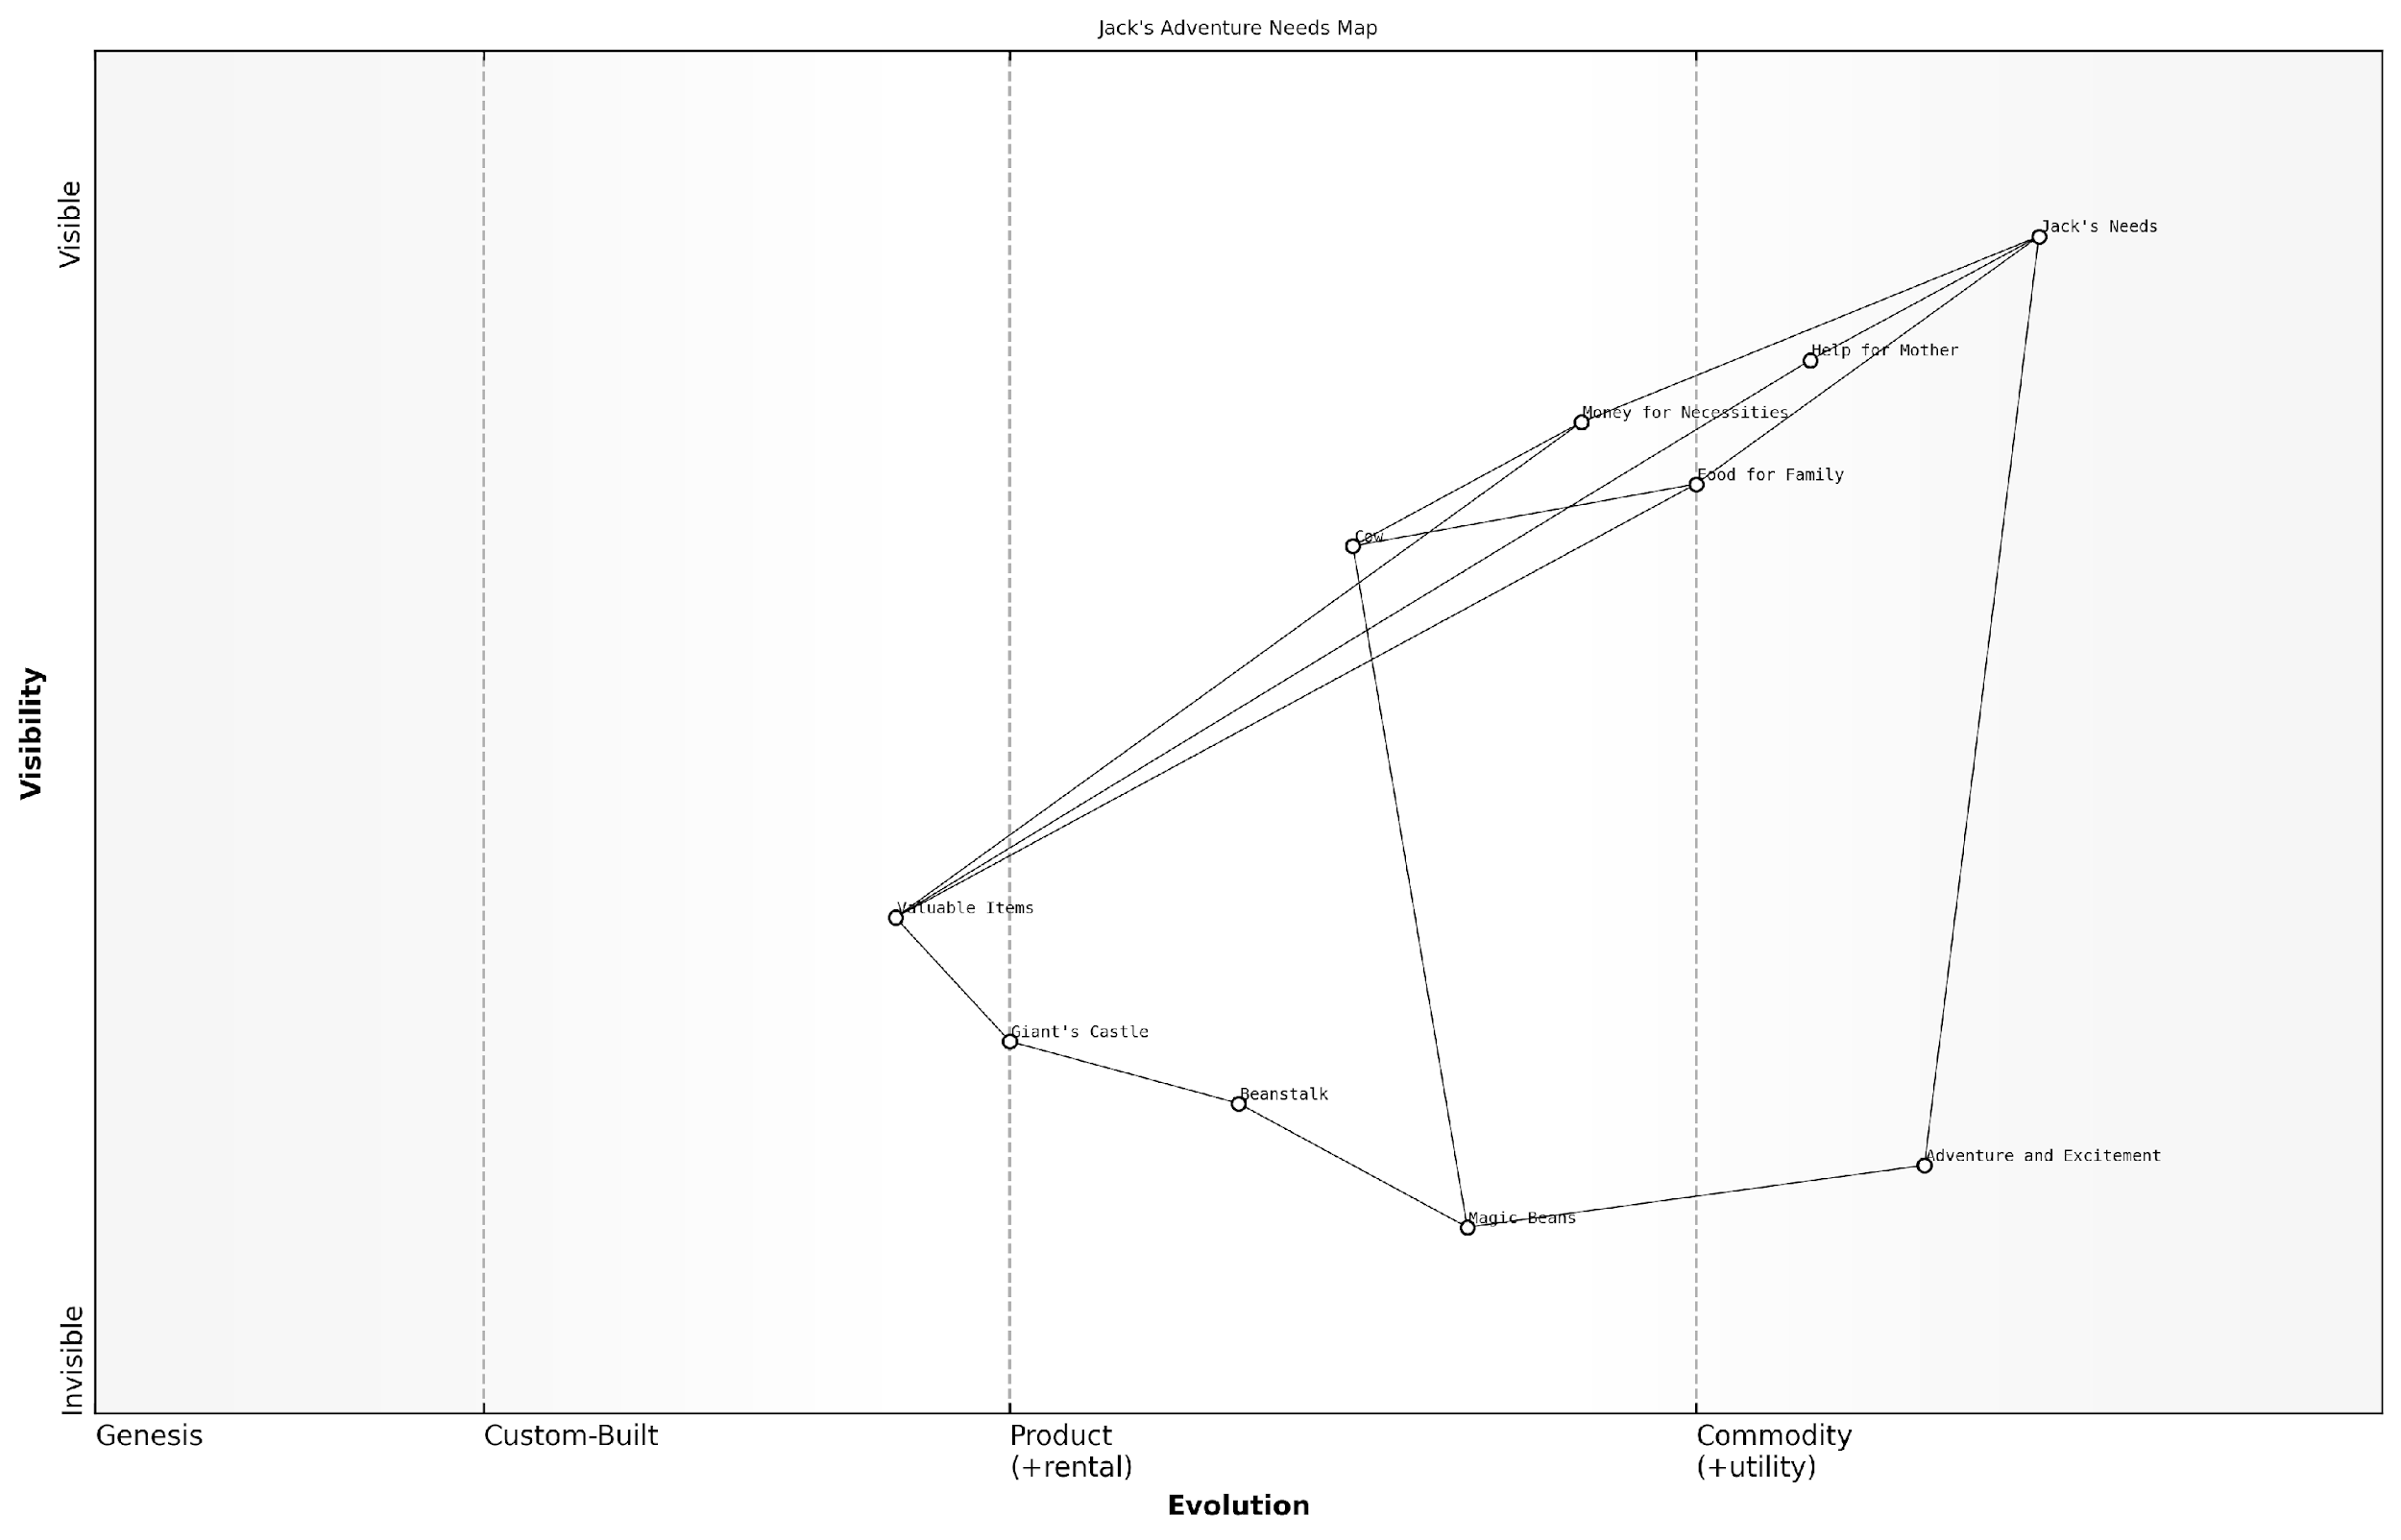 Jack's Adventure Needs Map
Visible
Jack's Needs
Help for Mother
Money for Necessities
Food for Family
Cow
Visibility
Valuable Items
Giant's Castle
Beanstalk
Adventure and Excitement
Magic Beans
Invisible
Genesis
Custom-Built
Product
(+rental)
Commodity
(+utility)
Evolution